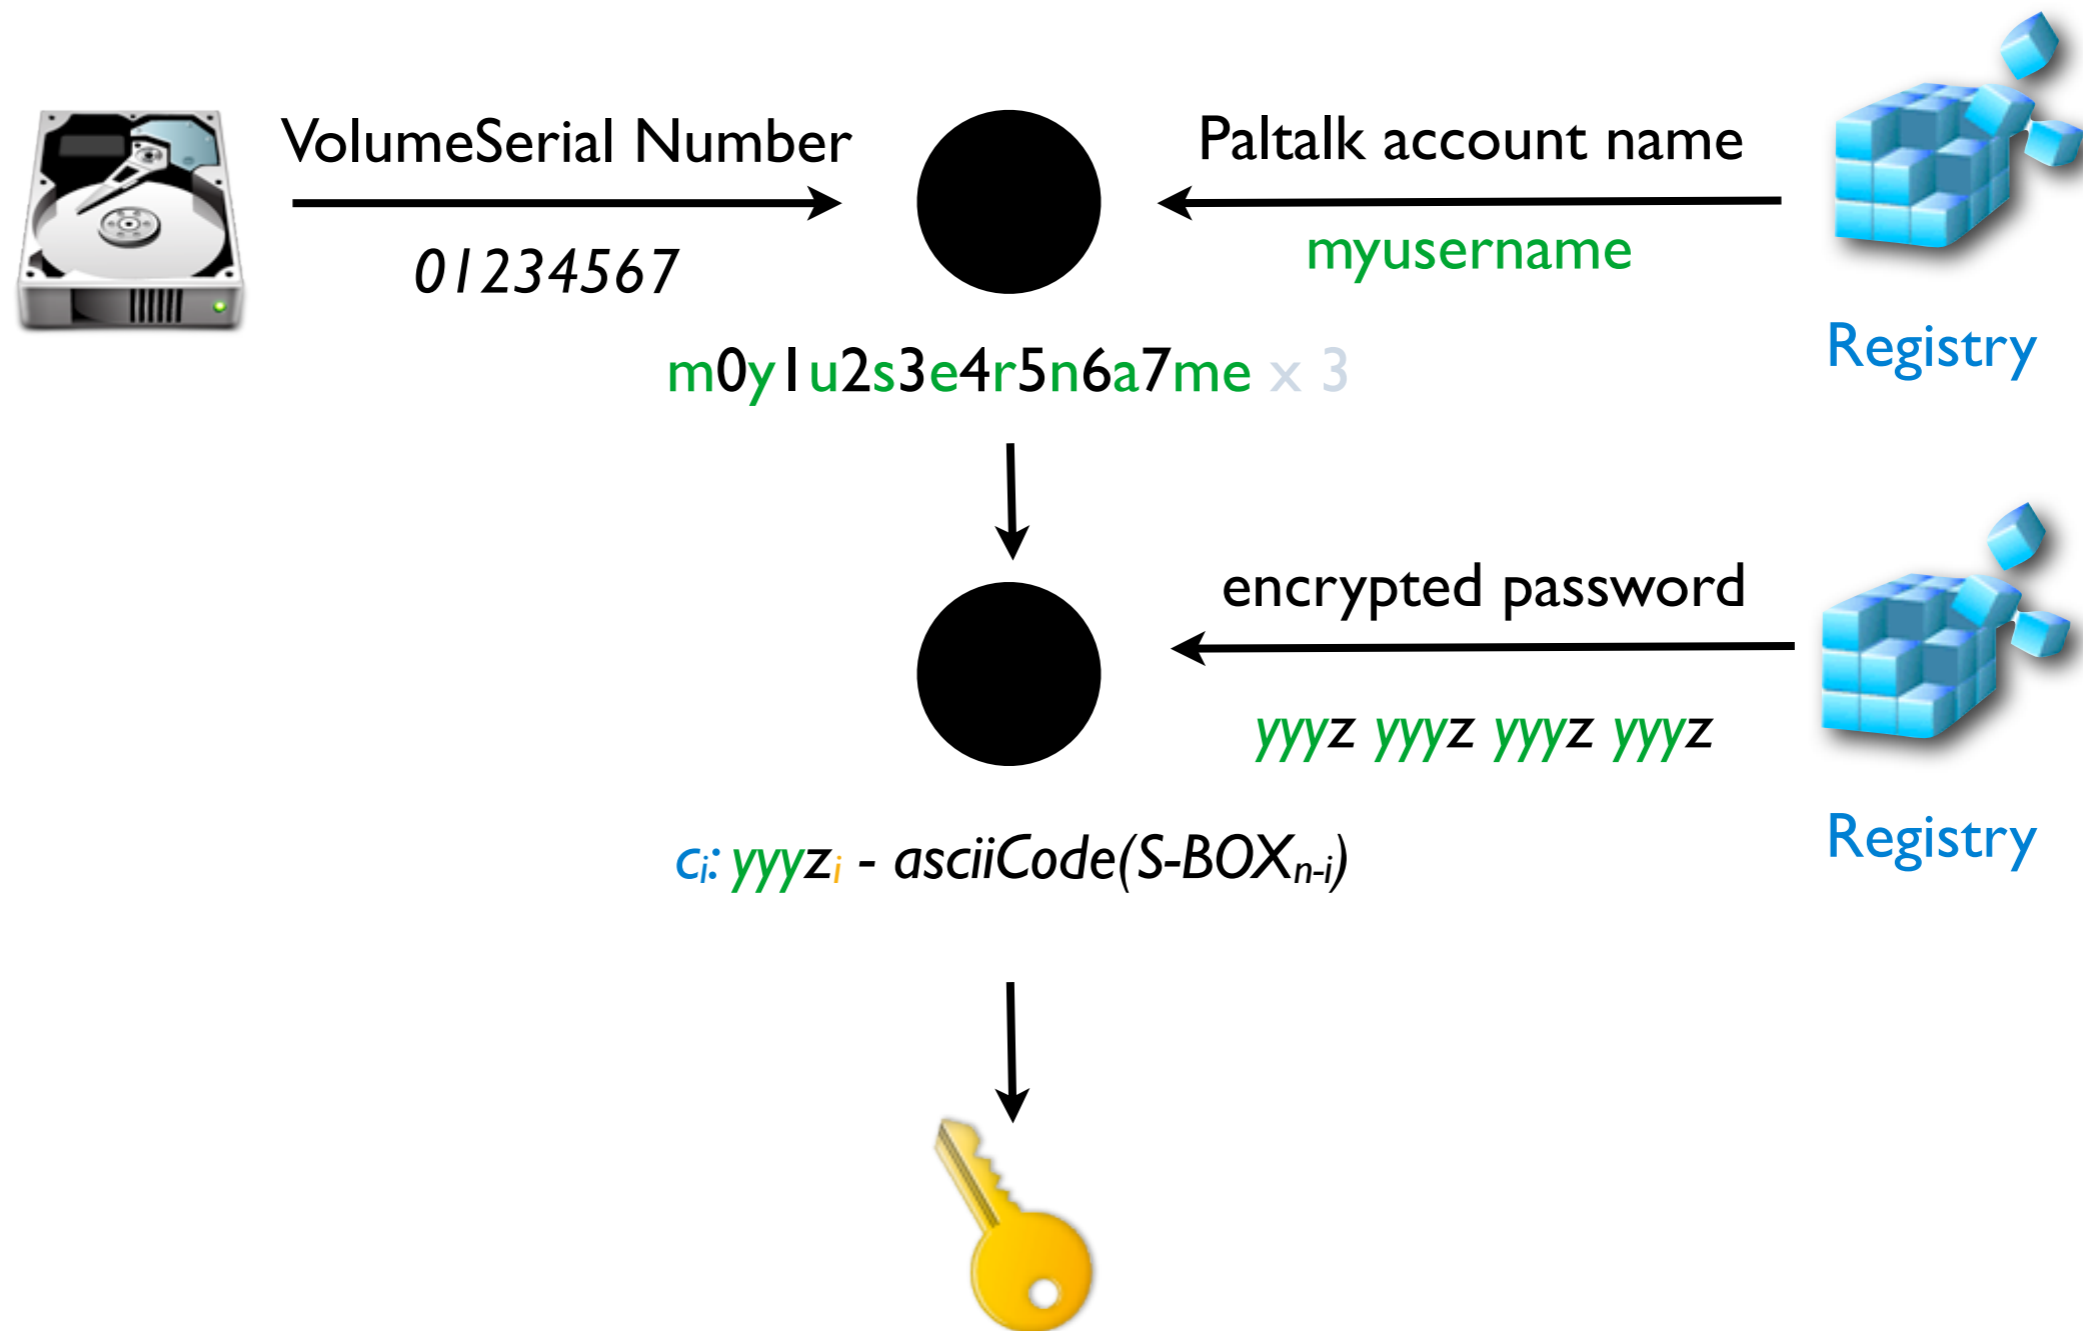 VolumeSerial Number
Paltalk account name
01234567
myusername
Registry
m0y1u2s3e4r5n6a7me x 3
encrypted password
yyyz yyyz yyyz yyyz
Registry
ci: yyyzi - asciiCode(S-BOXn-i)